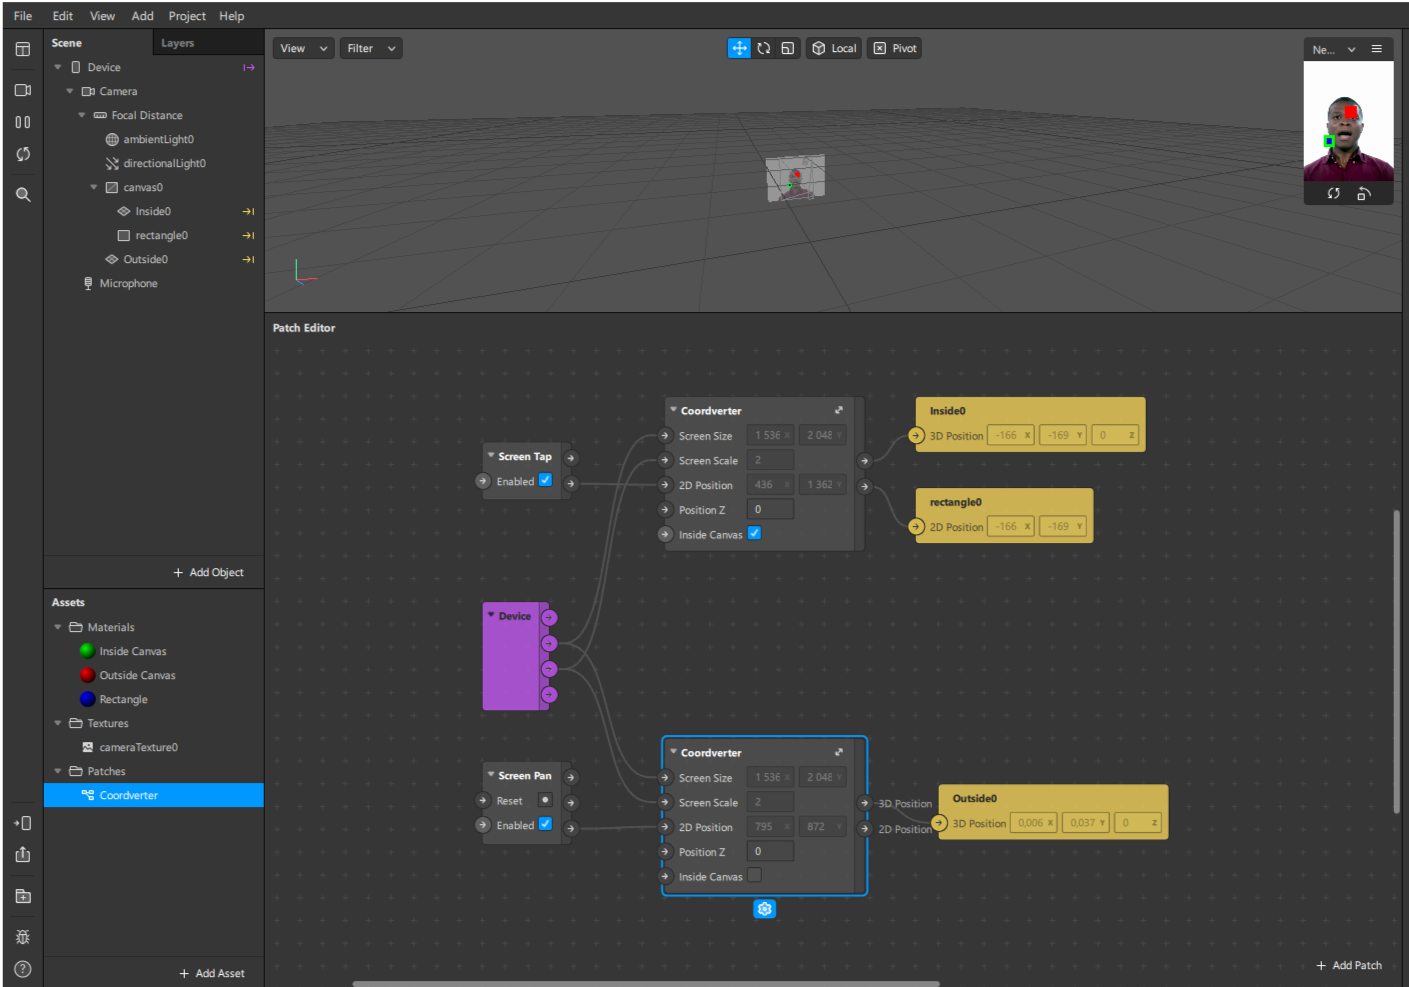 File Edit View Add Project Help
Scene Layers
Device
Camera
Focal Distance
ambientLight0
directionalLight0
canvas0
Inside0
rectangle0
Outside0
Microphone
+ Add Object
Assets
Materials
Inside Canvas
Outside Canvas
Rectangle
Textures
cameraTexture0
Patches
Coordverter
+ Add Asset
View Filter Local Pivot
Ne...
Patch Editor
Screen Tap
Enabled
Device
Screen Pan
Reset
Enabled
Coordverter
Screen Size 1 536 X 2 048 Y
Screen Scale 2
2D Position 436 X 1 362 Y
Position Z 0
Inside Canvas
Inside0
3D Position -166 X -169 Y 0 Z
rectangle0
2D Position -166 X -169 Y
Coordverter
Screen Size 1 536 X 2 048 Y
Screen Scale 2
2D Position 795 X 872 Y
Position Z 0
Inside Canvas
3D Position
2D Position
Outside0
3D Position 0,006 X 0,037 Y 0 Z
+ Add Patch